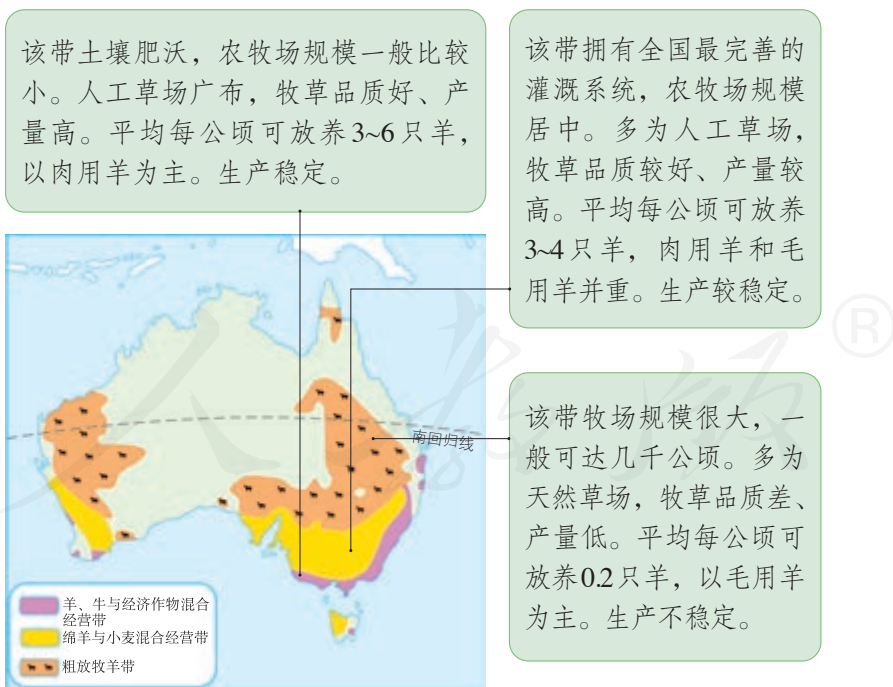 该带土壤肥沃，农牧场规模一般比较
小。人工草场广布，牧草品质好、产
量高。平均每公顷可放养3~6只羊，
以肉用羊为主。生产稳定。
该带拥有全国最完善的
灌溉系统，农牧场规模
居中。多为人工草场，
牧草品质较好、产量较
高。平均每公顷可放养
3~4只羊，肉用羊和毛
用羊并重。生产较稳定。
该带牧场规模很大，一
般可达几千公顷。多为
天然草场，牧草品质差、
产量低。平均每公顷可
放养0.2只羊，以毛用羊
为主。生产不稳定。
南回归线
羊、牛与经济作物混合
经营带
绵羊与小麦混合经营带
粗放牧羊带
人教版
®